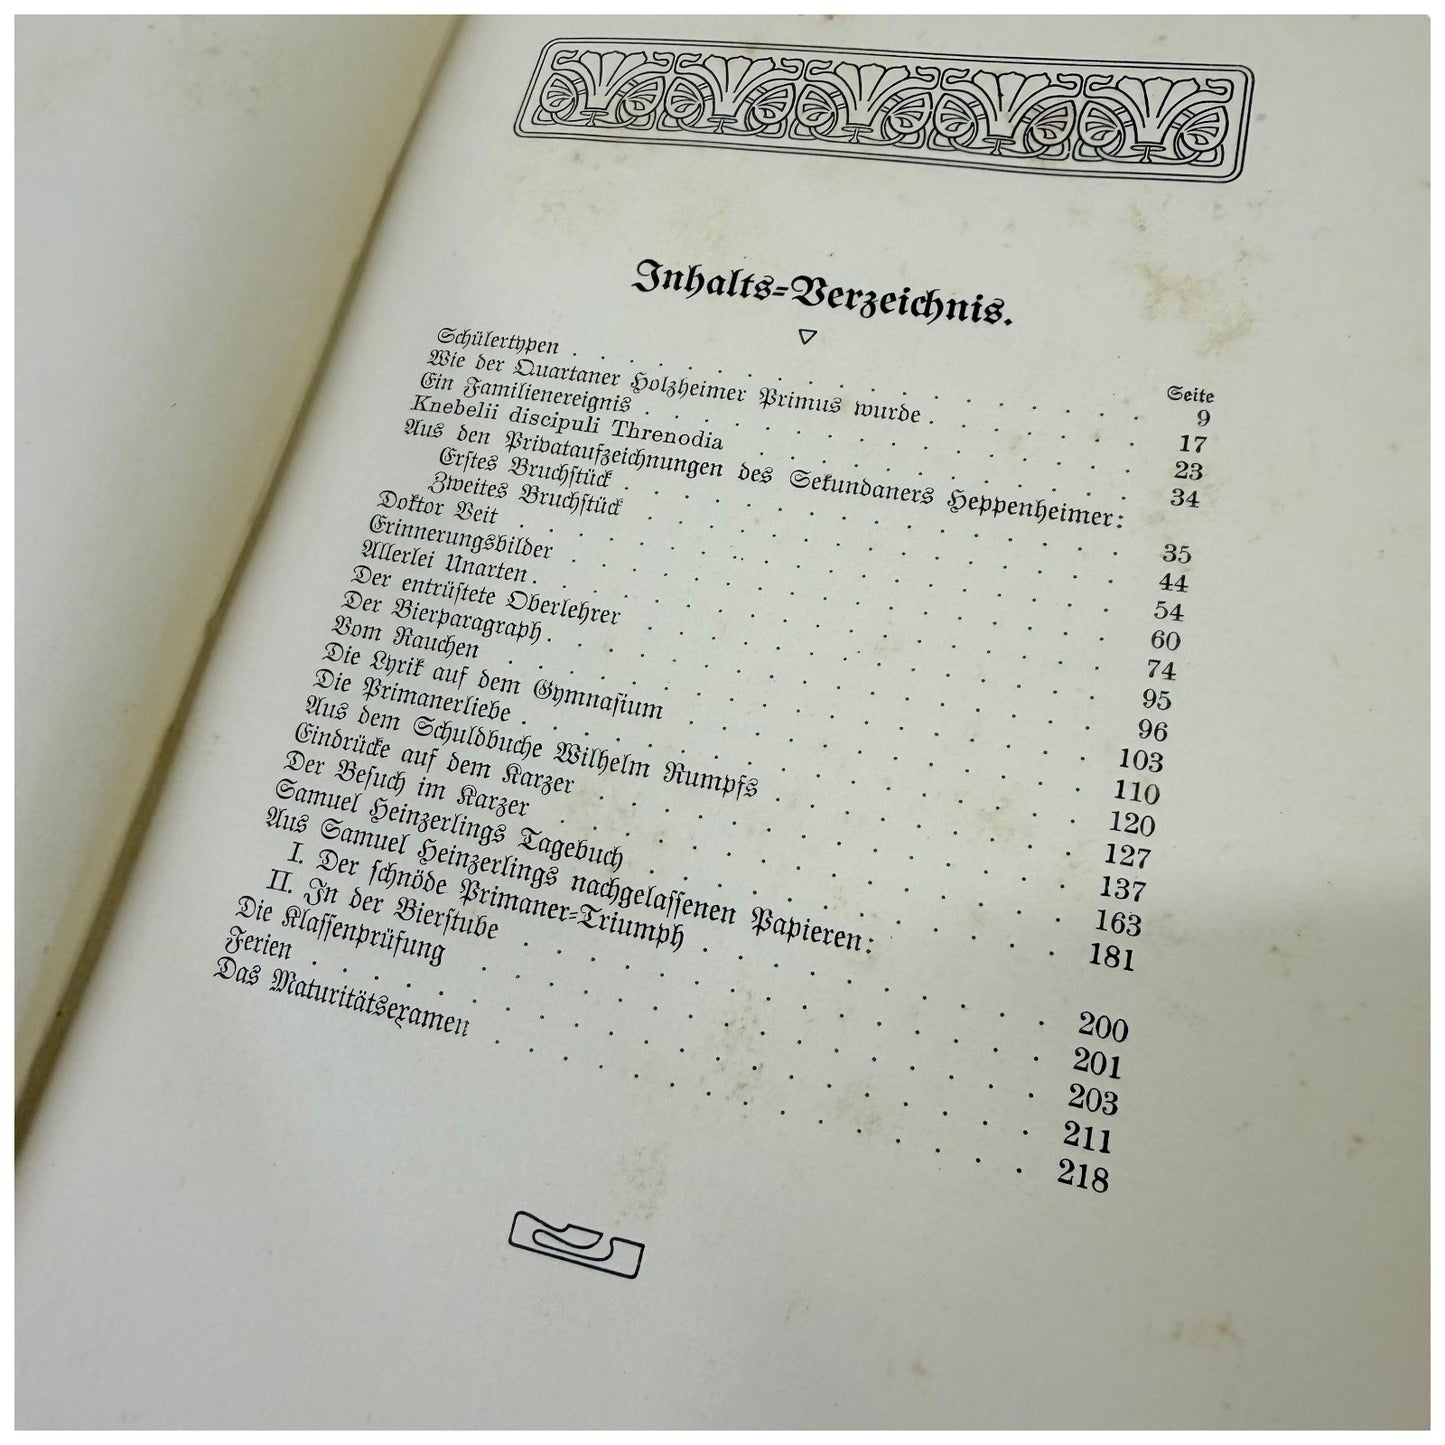 Inhalts-Verzeichnis.
Seite
Schülertypen . . . . . . . . . . 9
Wie der Quartaner Holzheimer Primus wurde . . . . 17
Ein Familienereignis . . . . . . . . . 23
Knebelii discipuli Threnodia . . . . . . . 34
Aus den Privataufzeichnungen des Sekundaners Heppenheimer:
Erstes Bruchstück . . . . . . . . . 35
Zweites Bruchstück . . . . . . . . . 44
Doktor Veit . . . . . . . . . . 54
Erinnerungsbilder . . . . . . . . . 60
Allerlei Unarten . . . . . . . . . . 74
Der entrüstete Oberlehrer . . . . . . . . 95
Der Bierparagraph . . . . . . . . . 96
Vom Rauchen . . . . . . . . . . 103
Die Lyrik auf dem Gymnasium . . . . . . . 110
Die Primanerliebe . . . . . . . . . 120
Aus dem Schuldbuche Wilhelm Rumpfs . . . . . 127
Eindrücke auf dem Karzer . . . . . . . . 137
Der Besuch im Karzer . . . . . . . . 163
Samuel Heinzerlings Tagebuch . . . . . . . 181
Aus Samuel Heinzerlings nachgelassenen Papieren:
I. Der schnöde Primaner-Triumph . . . . . . 200
II. In der Bierstube . . . . . . . . 201
Die Klassenprüfung . . . . . . . . . 203
Ferien . . . . . . . . . . . 211
Das Maturitätsexamen . . . . . . . . 218